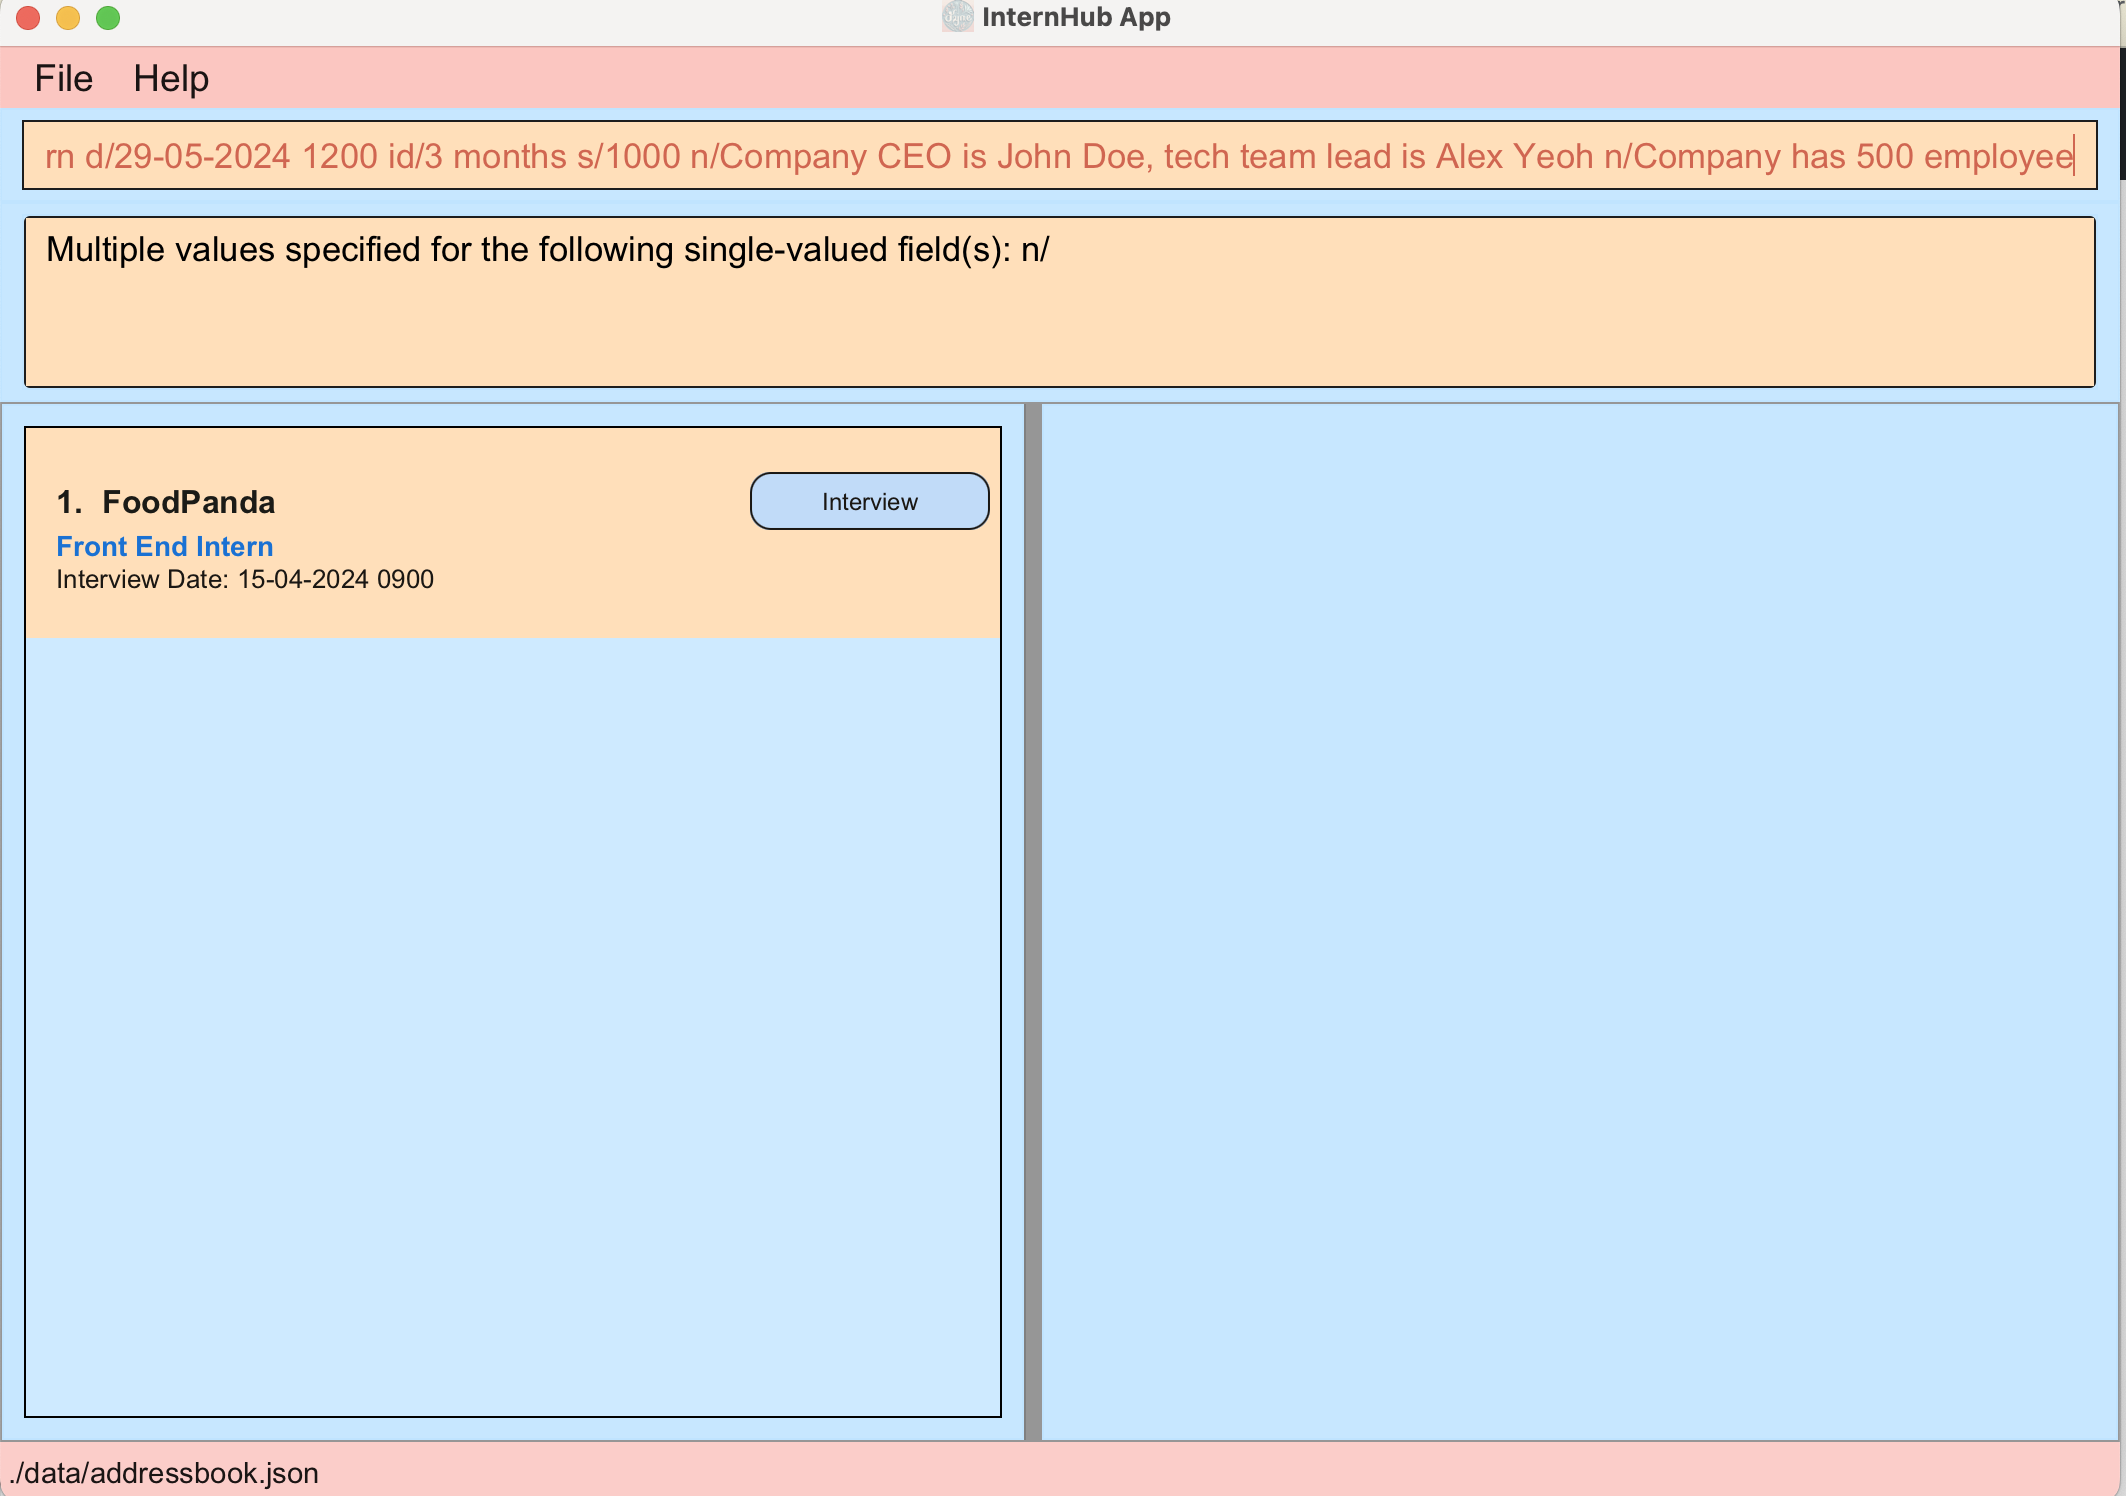 InternHub App
File Help
rn d/29-05-2024 1200 id/3 months s/1000 n/Company CEO is John Doe, tech team lead is Alex Yeoh n/Company has 500 employee
Multiple values specified for the following single-valued field(s): n/
1. FoodPanda
Interview
Front End Intern
Interview Date: 15-04-2024 0900
./data/addressbook.json